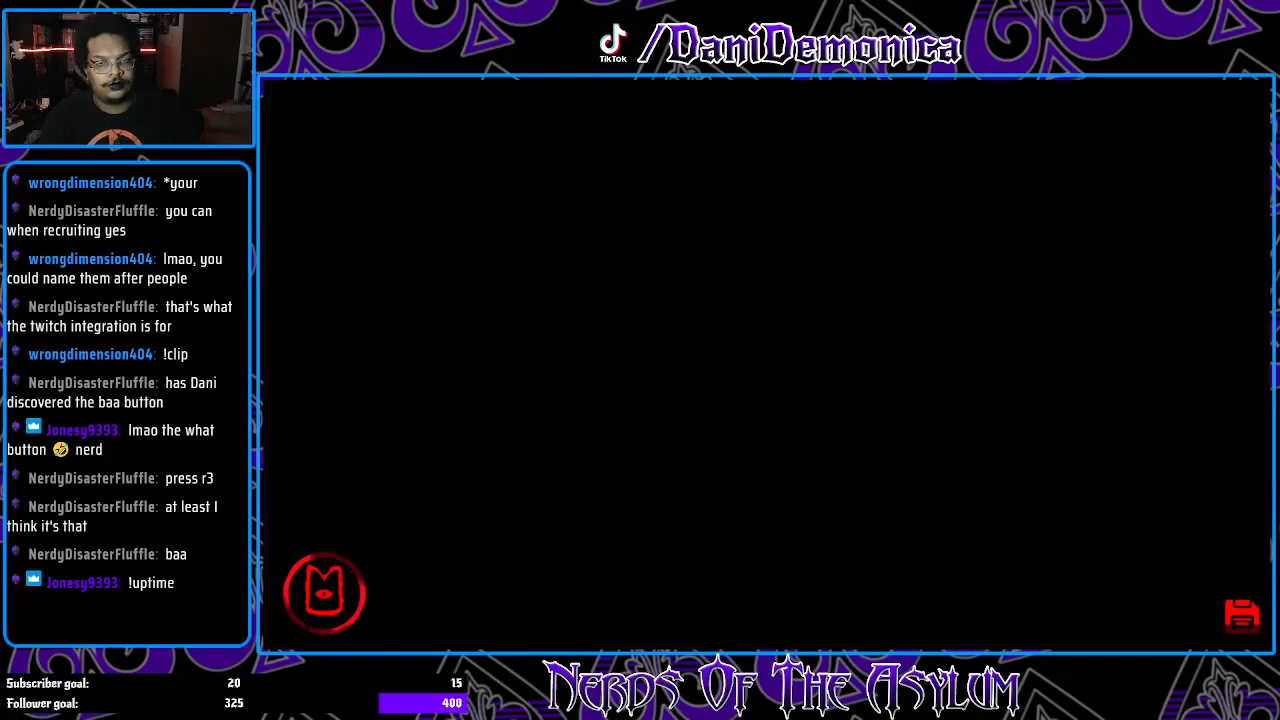 TikTok
/DaniDemonica
wrongdimension404: *your
NerdyDisasterFluffle: you can
when recruiting yes
wrongdimension404: lmao, you
could name them after people
NerdyDisasterFluffle: that's what
the twitch integration is for
wrongdimension404: !clip
NerdyDisasterFluffle: has Dani
discovered the baa button
Jonesy9393: lmao the what
button 🤣 nerd
NerdyDisasterFluffle: press r3
NerdyDisasterFluffle: at least I
think it's that
NerdyDisasterFluffle: baa
Jonesy9393: !uptime
Subscriber goal: 20 15
Follower goal: 325 400
Nerds Of The Asylum